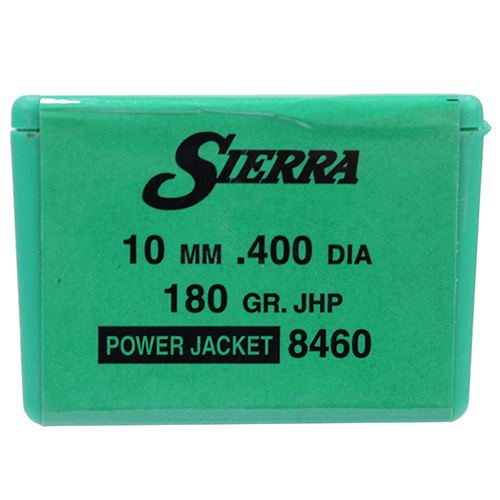 SIERRA
10 MM .400 DIA
180 GR. JHP
POWER JACKET 8460